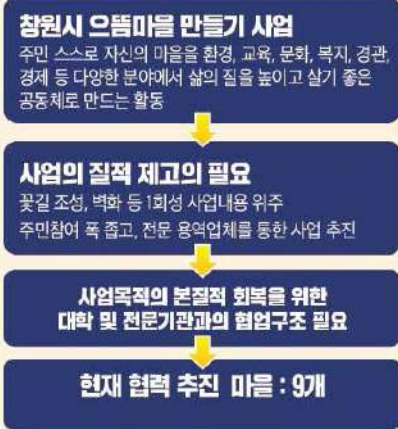 창원시 으뜸마을 만들기 사업
주민 스스로 자신의 마을을 환경, 교육, 문화, 복지, 경관,
경제 등 다양한 분야에서 삶의 질을 높이고 살기 좋은
공동체로 만드는 활동
사업의 질적 제고의 필요
꽃길 조성, 벽화 등 1회성 사업내용 위주
주민참여 폭 좁고, 전문 용역업체를 통한 사업 추진
사업목적의 본질적 회복을 위한
대학 및 전문기관과의 협업구조 필요
현재 협력 추진 마을 : 9개